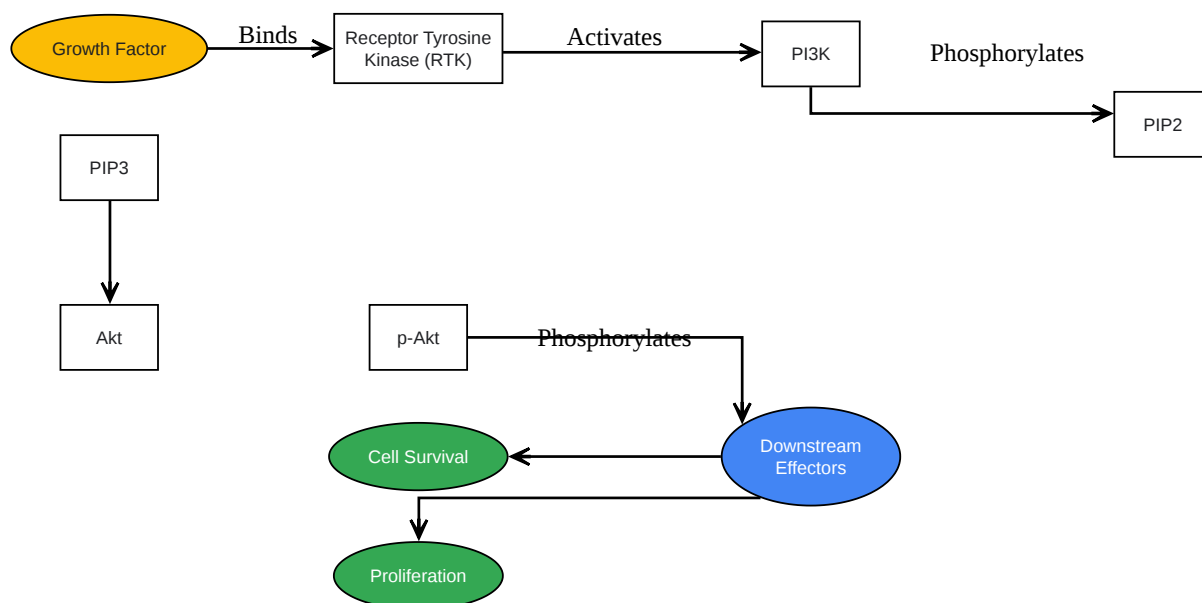 Growth Factor
Binds
Receptor Tyrosine
Kinase (RTK)
Activates
PI3K
Phosphorylates
PIP2
PIP3
Akt
p-Akt
Phosphorylates
Downstream
Effectors
Cell Survival
Proliferation